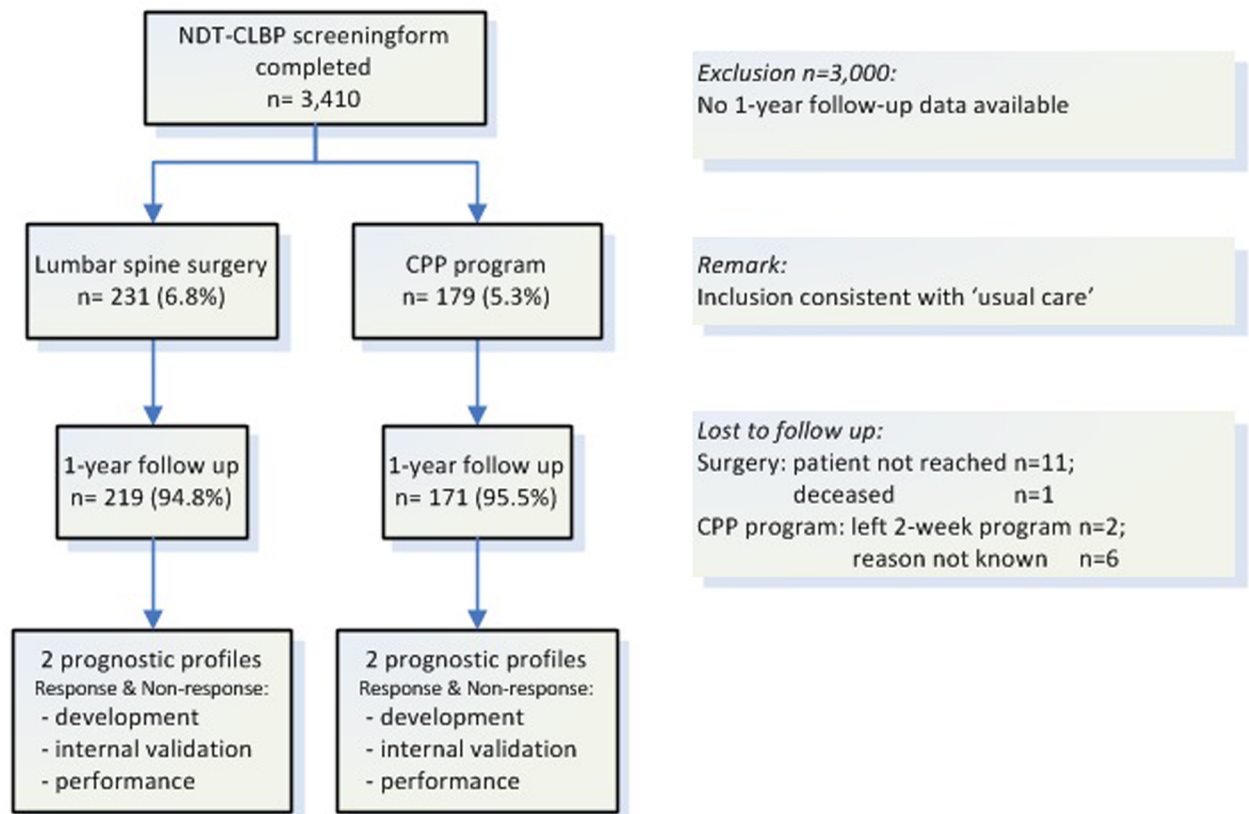 NDT-CLBP screeningform
completed
n= 3,410
Exclusion n=3,000:
No 1-year follow-up data available
Lumbar spine surgery
n= 231 (6.8%)
CPP program
n= 179 (5.3%)
Remark:
Inclusion consistent with ‘usual care’
1-year follow up
n= 219 (94.8%)
1-year follow up
n= 171 (95.5%)
Lost to follow up:
Surgery: patient not reached n=11;
deceased n=1
CPP program: left 2-week program n=2;
reason not known n=6
2 prognostic profiles
Response & Non-response:
- development
- internal validation
- performance
2 prognostic profiles
Response & Non-response:
- development
- internal validation
- performance